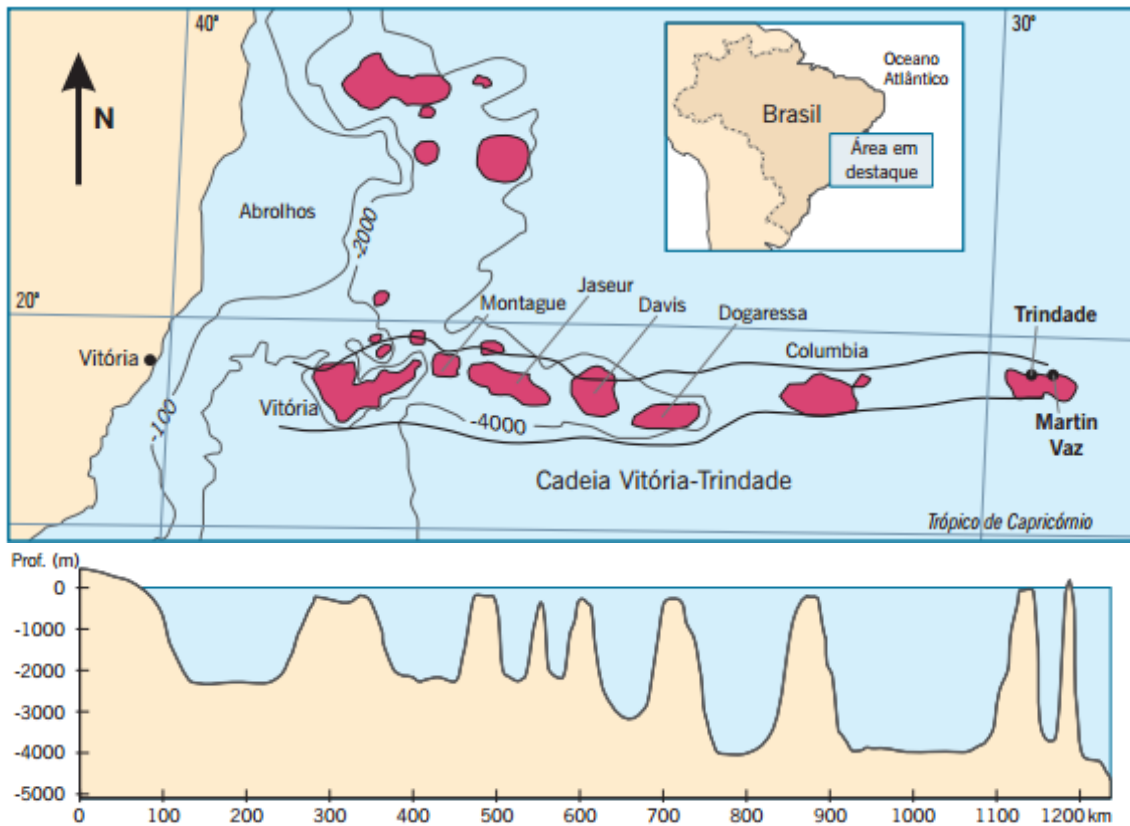 40°
30°
N
Oceano
Atlântico
Brasil
Área em
destaque
Abrolhos
-2000
20°
Montague
Jaseur
Davis
Dogaressa
Trindade
Vitória
Columbia
Vitória
-100
-4000
Martin
Vaz
Cadeia Vitória-Trindade
Trópico de Capricórnio
Prof. (m)
0
-1000
-2000
-3000
-4000
-5000
0 100 200 300 400 500 600 700 800 900 1000 1100 1200 km